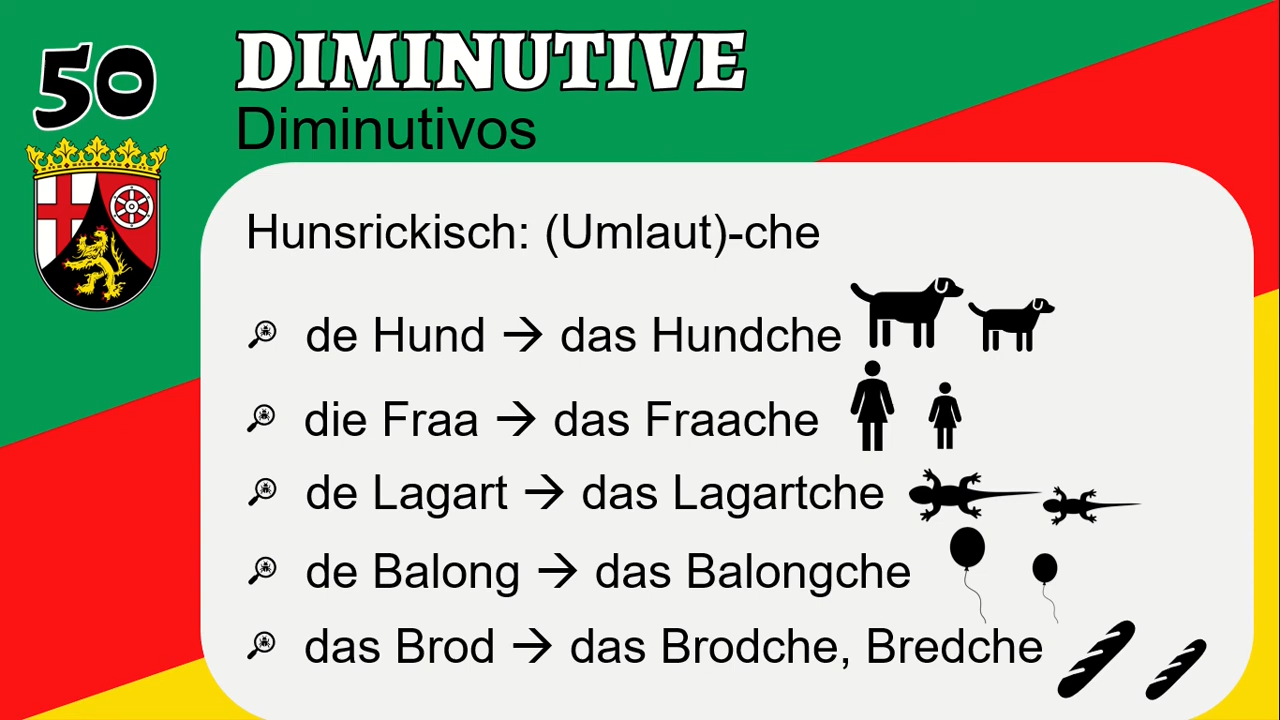 50
DIMINUTIVE
Diminutivos
Hunsrickisch: (Umlaut)-che
de Hund → das Hundche
die Fraa → das Fraache
de Lagart → das Lagartche
de Balong → das Balongche
das Brod → das Brodche, Bredche